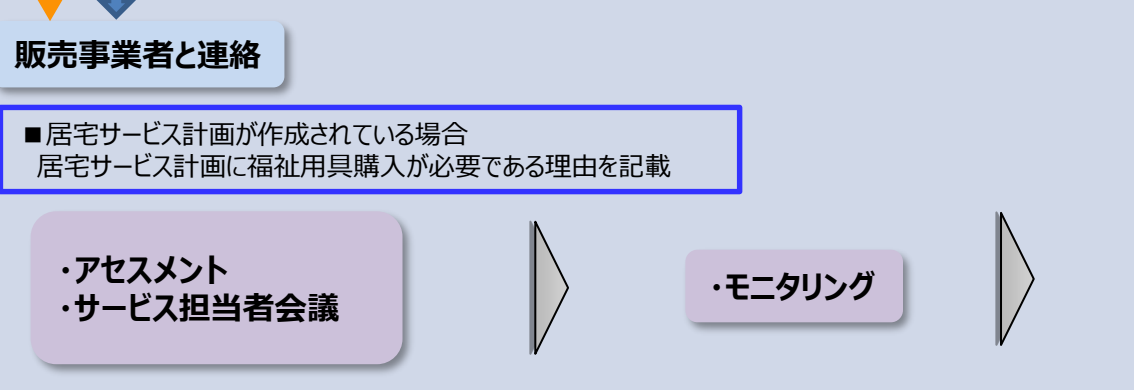 販売事業者と連絡
■居宅サービス計画が作成されている場合
居宅サービス計画に福祉用具購入が必要である理由を記載
・アセスメント
・サービス担当者会議
・モニタリング